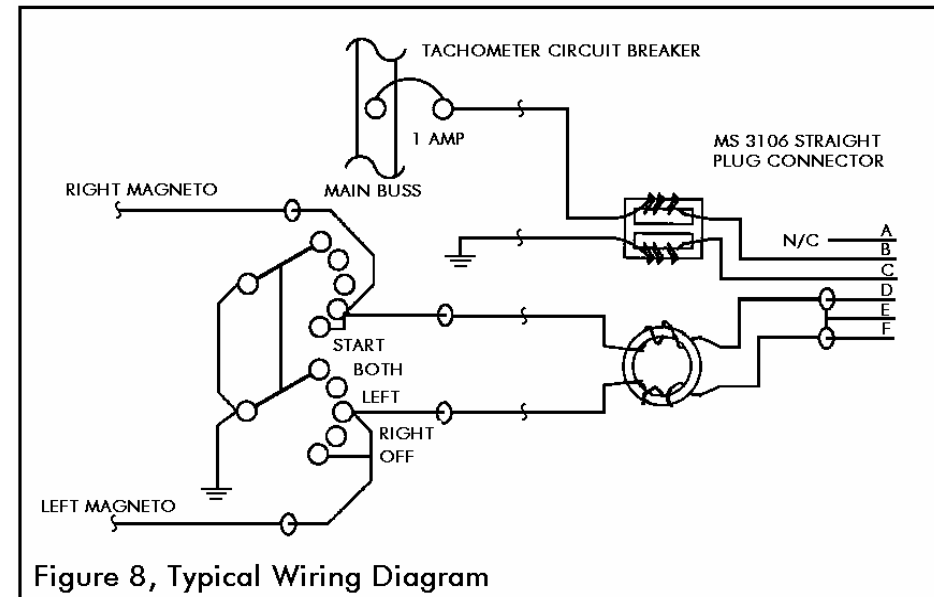 TACHOMETER CIRCUIT BREAKER
1 AMP
MAIN BUSS
MS 3106 STRAIGHT
PLUG CONNECTOR
RIGHT MAGNETO
N/C
A
B
C
D
E
F
START
BOTH
LEFT
RIGHT
OFF
LEFT MAGNETO
Figure 8, Typical Wiring Diagram